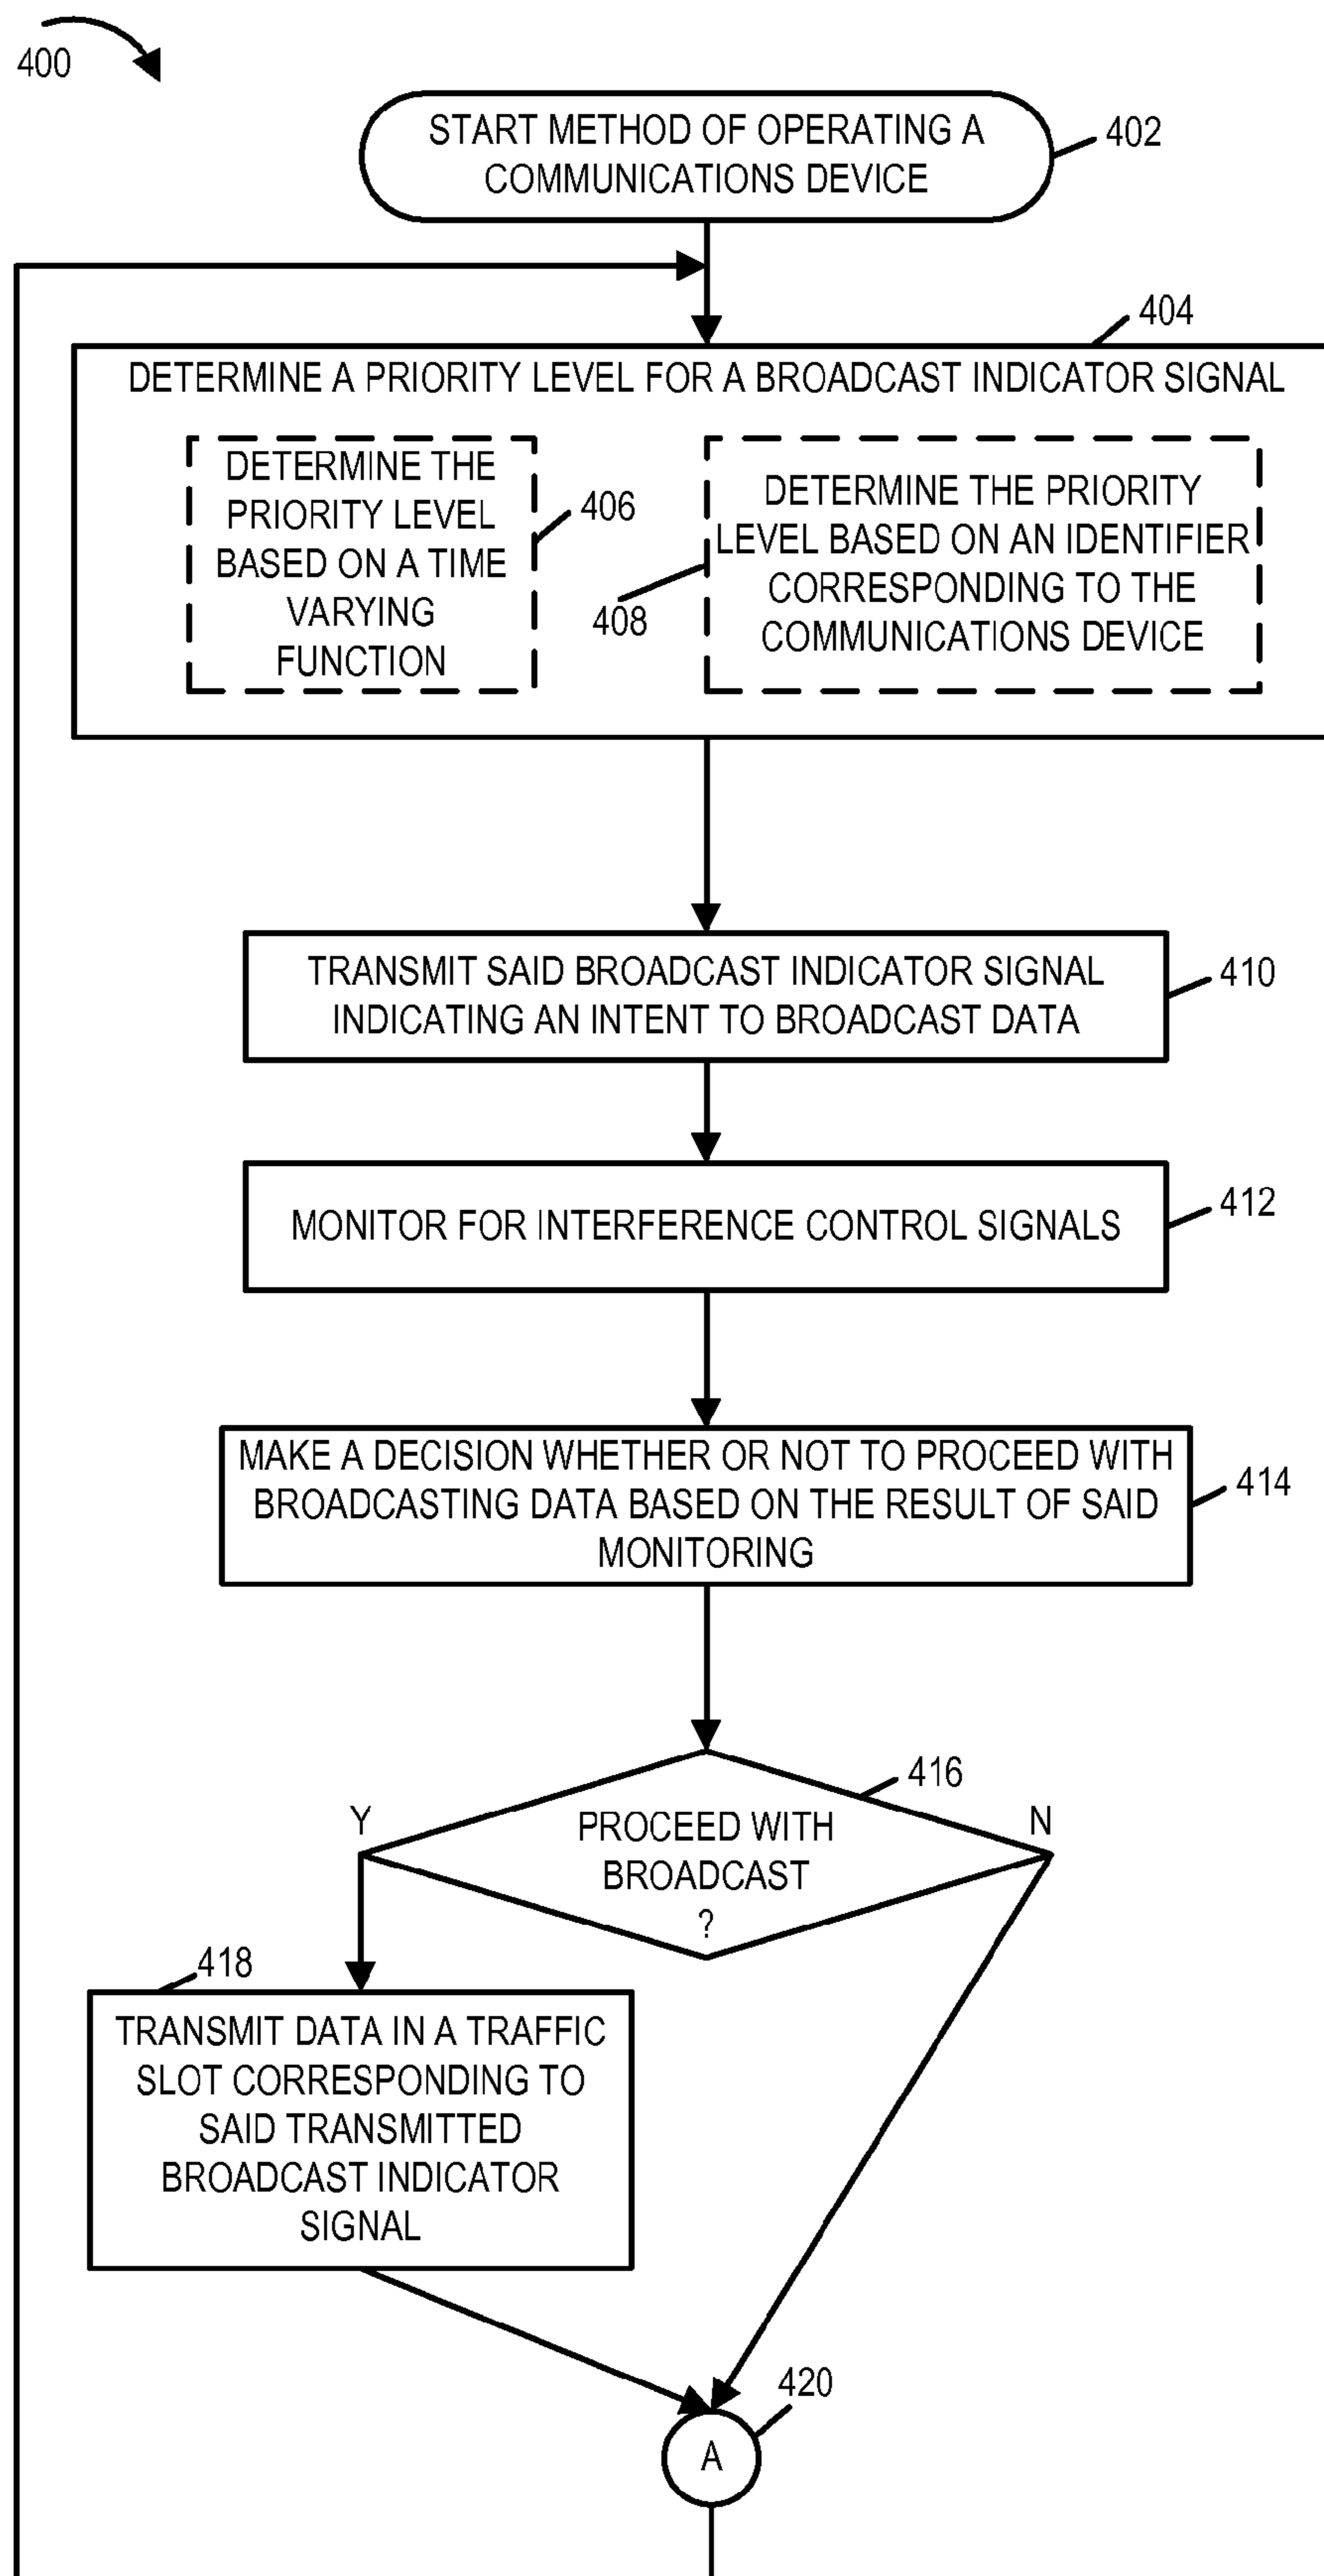 400
START METHOD OF OPERATING A
COMMUNICATIONS DEVICE
402
404
DETERMINE A PRIORITY LEVEL FOR A BROADCAST INDICATOR SIGNAL
DETERMINE THE
PRIORITY LEVEL
BASED ON A TIME
VARYING
FUNCTION
406
408
DETERMINE THE PRIORITY
LEVEL BASED ON AN IDENTIFIER
CORRESPONDING TO THE
COMMUNICATIONS DEVICE
TRANSMIT SAID BROADCAST INDICATOR SIGNAL
INDICATING AN INTENT TO BROADCAST DATA
410
MONITOR FOR INTERFERENCE CONTROL SIGNALS
412
MAKE A DECISION WHETHER OR NOT TO PROCEED WITH
BROADCASTING DATA BASED ON THE RESULT OF SAID
MONITORING
414
416
Y
N
PROCEED WITH
BROADCAST
?
418
TRANSMIT DATA IN A TRAFFIC
SLOT CORRESPONDING TO
SAID TRANSMITTED
BROADCAST INDICATOR
SIGNAL
420
A